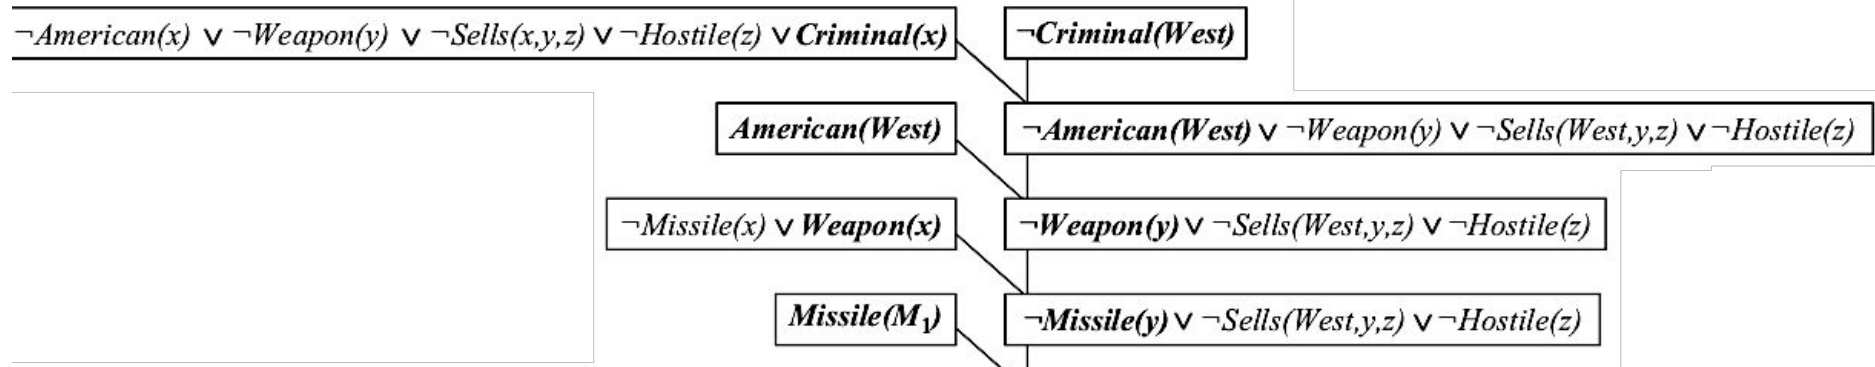 ¬American(x) ∨ ¬Weapon(y) ∨ ¬Sells(x,y,z) ∨ ¬Hostile(z) ∨ Criminal(x) ¬Criminal(West)
American(West) ¬American(West) ∨ ¬Weapon(y) ∨ ¬Sells(West,y,z) ∨ ¬Hostile(z)
¬Missile(x) ∨ Weapon(x) ¬Weapon(y) ∨ ¬Sells(West,y,z) ∨ ¬Hostile(z)
Missile(M₁) ¬Missile(y) ∨ ¬Sells(West,y,z) ∨ ¬Hostile(z)